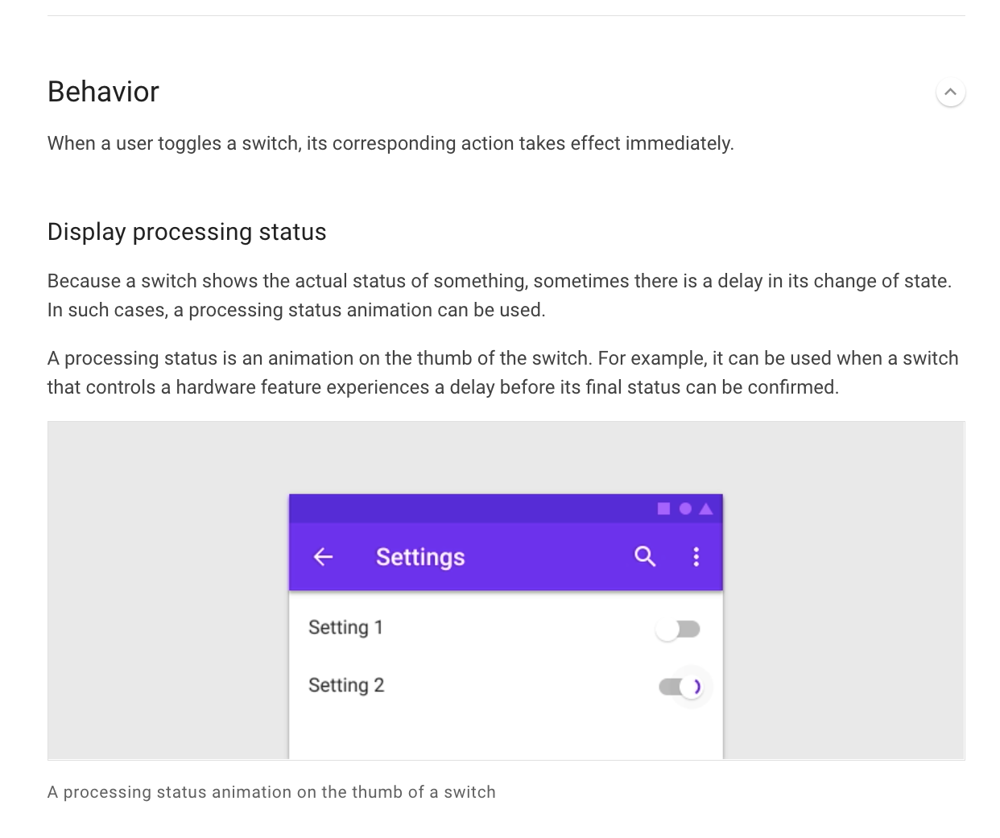 Behavior
When a user toggles a switch, its corresponding action takes effect immediately.
Display processing status
Because a switch shows the actual status of something, sometimes there is a delay in its change of state.
In such cases, a processing status animation can be used.
A processing status is an animation on the thumb of the switch. For example, it can be used when a switch
that controls a hardware feature experiences a delay before its final status can be confirmed.
Settings
Setting 1
Setting 2
A processing status animation on the thumb of a switch